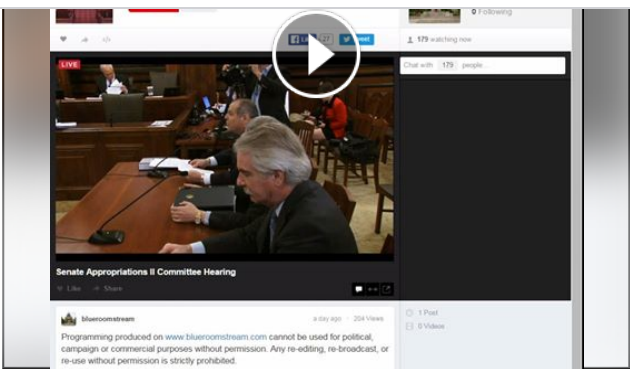 Following
Like 27 Tweet
179 watching now
LIVE
Chat with 179 people...
Senate Appropriations II Committee Hearing
Like Share
blueroomstream a day ago · 204 Views
Programming produced on www.blueroomstream.com cannot be used for political,
campaign or commercial purposes without permission. Any re-editing, re-broadcast, or
re-use without permission is strictly prohibited.
1 Post
0 Videos